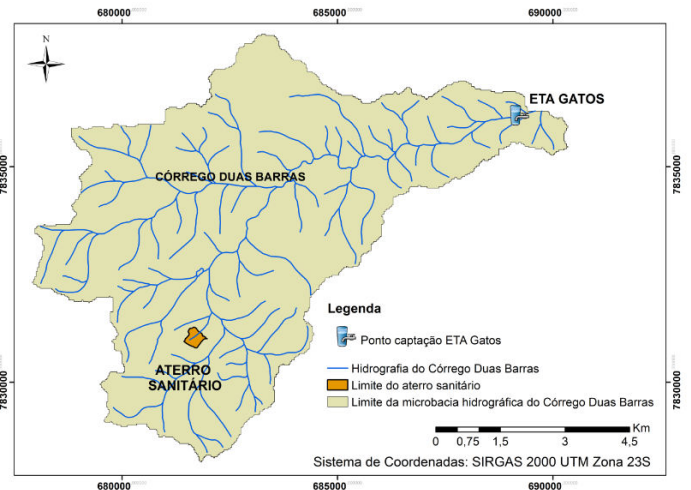 680000
685000
690000
N
ETA GATOS
7835000
7835000
CÓRREGO DUAS BARRAS
Legenda
Ponto captação ETA Gatos
ATERRO
SANITÁRIO
Hidrografia do Córrego Duas Barras
Limite do aterro sanitário
Limite da microbacia hidrográfica do Córrego Duas Barras
7830000
7830000
Km
0 0,75 1,5 3 4,5
Sistema de Coordenadas: SIRGAS 2000 UTM Zona 23S
680000
685000
690000